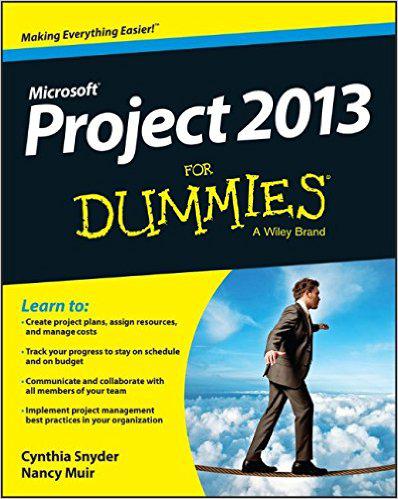 Making Everything Easier!™
Microsoft®
Project 2013
FOR
DUMMIES®
A Wiley Brand
Learn to:
• Create project plans, assign resources,
and manage costs
• Track your progress to stay on schedule
and on budget
• Communicate and collaborate with
all members of your team
• Implement project management
best practices in your organization
Cynthia Snyder
Nancy Muir